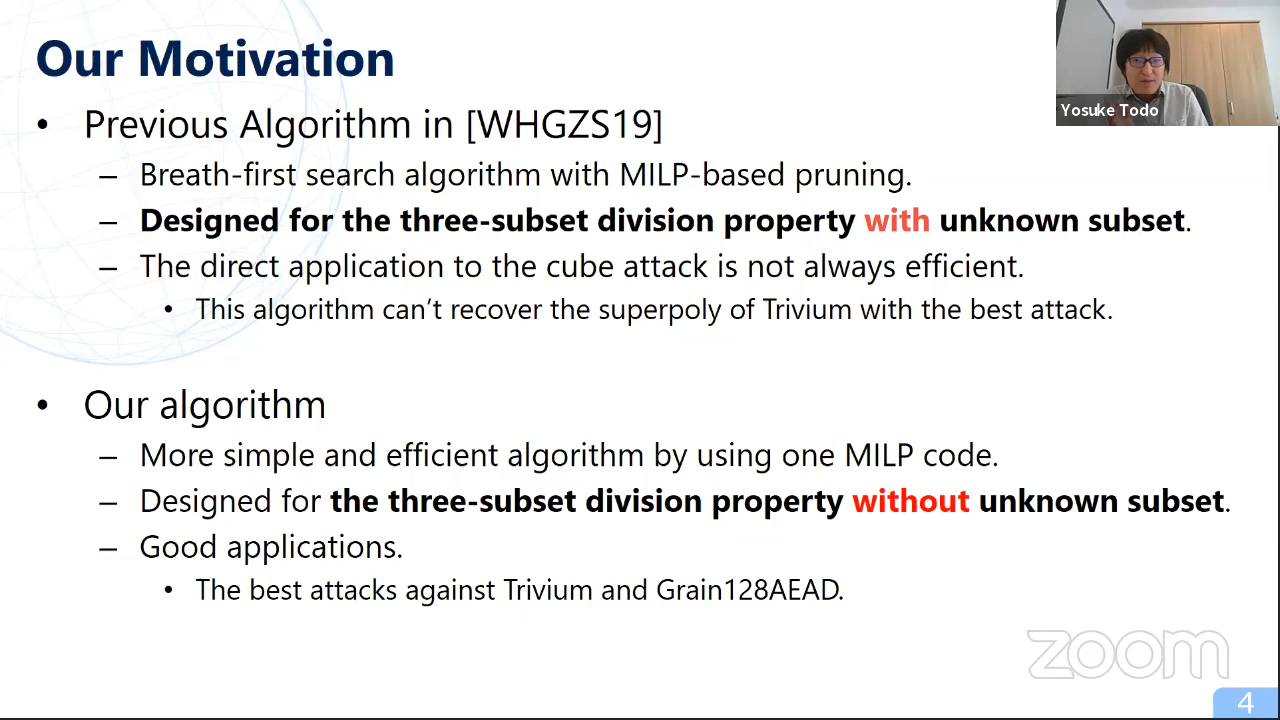 Our Motivation
Yosuke Todo
• Previous Algorithm in [WHGZS19]
– Breath-first search algorithm with MILP-based pruning.
– Designed for the three-subset division property with unknown subset.
– The direct application to the cube attack is not always efficient.
• This algorithm can't recover the superpoly of Trivium with the best attack.
• Our algorithm
– More simple and efficient algorithm by using one MILP code.
– Designed for the three-subset division property without unknown subset.
– Good applications.
• The best attacks against Trivium and Grain128AEAD.
zoom
4